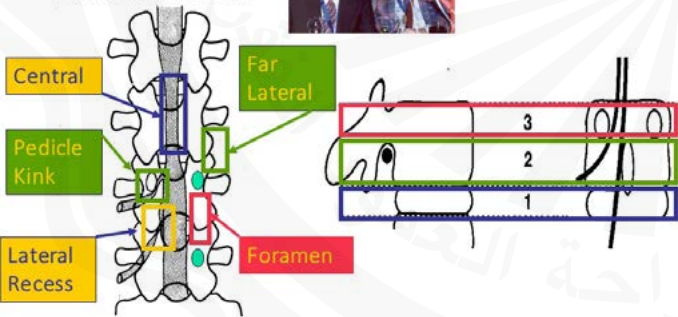 Central
Far
Lateral
Pedicle
Kink
Lateral
Recess
Foramen
3
2
1